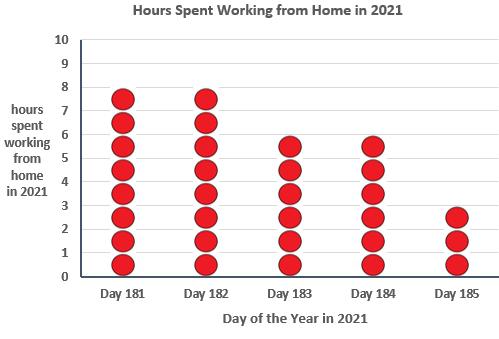 Hours Spent Working from Home in 2021
10
9
8
7
6
5
4
3
2
1
0
hours
spent
working
from
home
in 2021
Day 181 Day 182 Day 183 Day 184 Day 185
Day of the Year in 2021